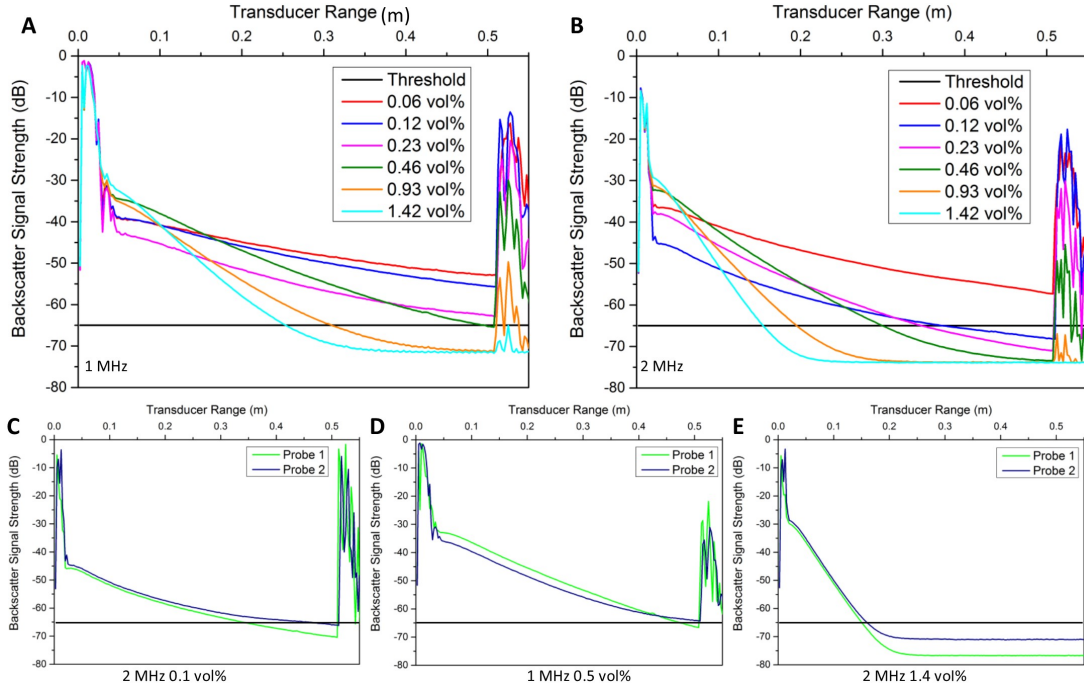 Transducer Range (m)
A
0.0 0.1 0.2 0.3 0.4 0.5
Backscatter Signal Strength (dB)
0
-10
-20
-30
-40
-50
-60
-70
-80
Threshold
0.06 vol%
0.12 vol%
0.23 vol%
0.46 vol%
0.93 vol%
1.42 vol%
1 MHz
Transducer Range (m)
B
0.0 0.1 0.2 0.3 0.4 0.5
Backscatter Signal Strength (dB)
0
-10
-20
-30
-40
-50
-60
-70
-80
Threshold
0.06 vol%
0.12 vol%
0.23 vol%
0.46 vol%
0.93 vol%
1.42 vol%
2 MHz
C
Transducer Range (m)
0.0 0.1 0.2 0.3 0.4 0.5
Backscatter Signal Strength (dB)
0
-10
-20
-30
-40
-50
-60
-70
-80
Probe 1
Probe 2
2 MHz 0.1 vol%
D
Transducer Range (m)
0.0 0.1 0.2 0.3 0.4 0.5
Backscatter Signal Strength (dB)
0
-10
-20
-30
-40
-50
-60
-70
-80
Probe 1
Probe 2
1 MHz 0.5 vol%
E
Transducer Range (m)
0.0 0.1 0.2 0.3 0.4 0.5
Backscatter Signal Strength (dB)
0
-10
-20
-30
-40
-50
-60
-70
-80
Probe 1
Probe 2
2 MHz 1.4 vol%